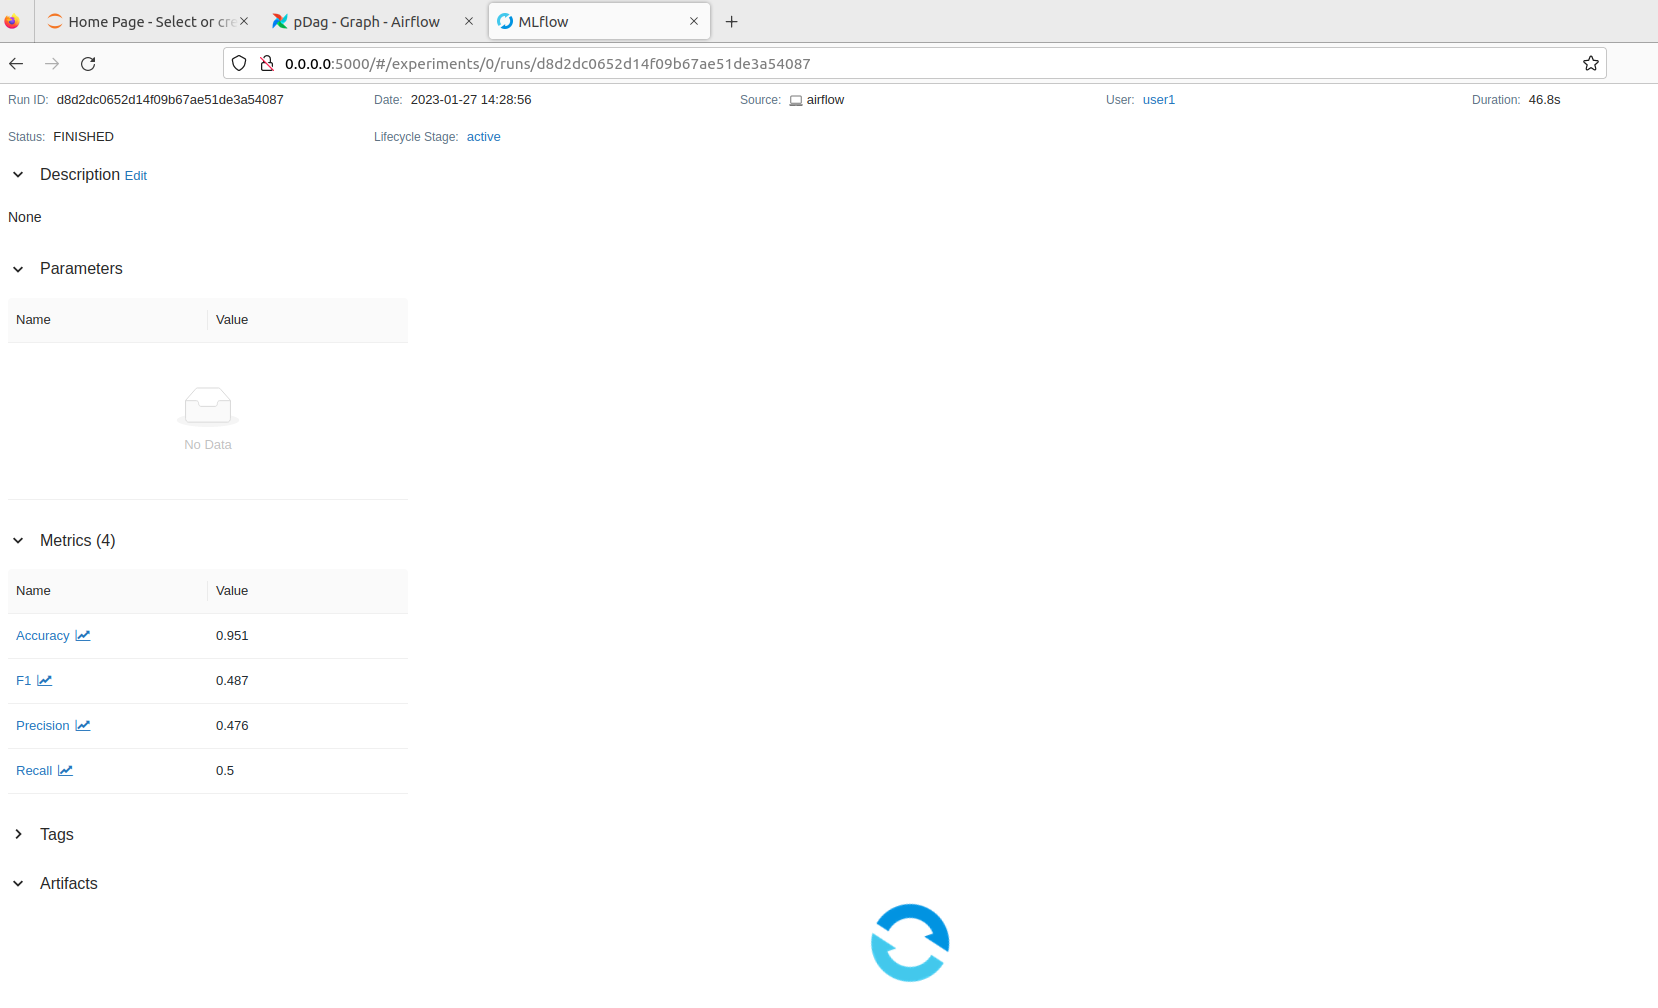 Home Page - Select or cre
pDag - Graph - Airflow
MLflow
0.0.0.0:5000/#/experiments/0/runs/d8d2dc0652d14f09b67ae51de3a54087
Run ID: d8d2dc0652d14f09b67ae51de3a54087 Date: 2023-01-27 14:28:56 Source: airflow User: user1 Duration: 46.8s
Status: FINISHED Lifecycle Stage: active
Description Edit
None
Parameters
Name Value
No Data
Metrics (4)
Name Value
Accuracy 0.951
F1 0.487
Precision 0.476
Recall 0.5
Tags
Artifacts